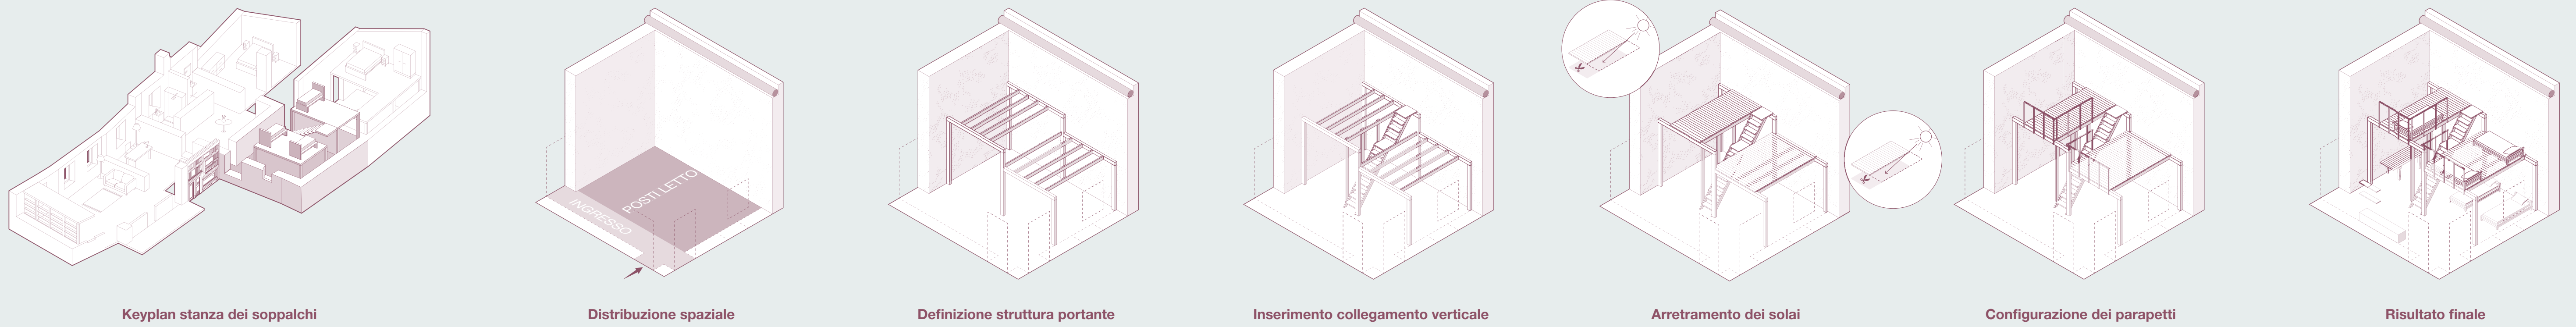 POSTI LETTO
INGRESSO
Keyplan stanza dei soppalchi
Distribuzione spaziale
Definizione struttura portante
Inserimento collegamento verticale
Arretramento dei solai
Configurazione dei parapetti
Risultato finale